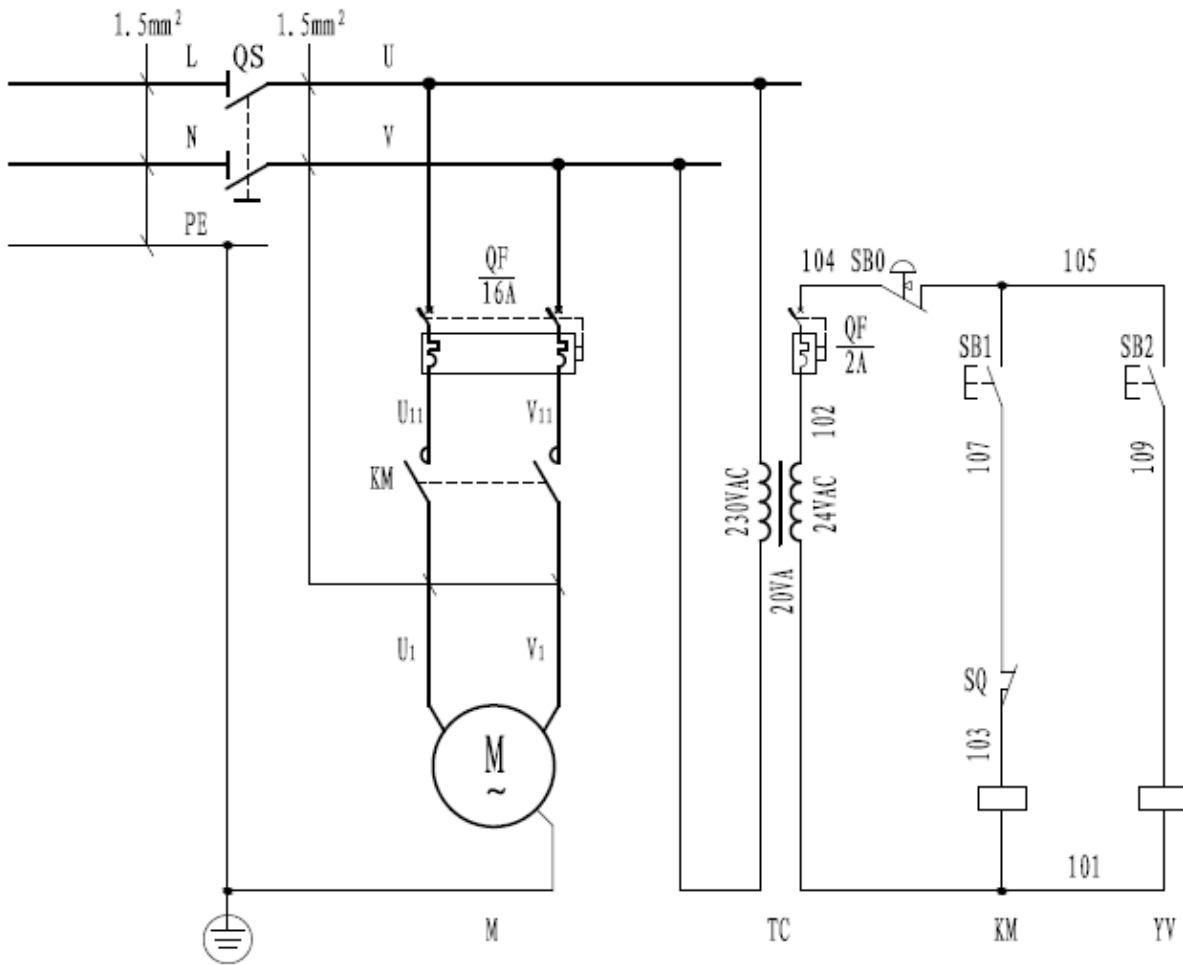 1.5mm² 1.5mm²
L QS U
N V
PE
QF
16A
104 SB0 105
QF
2A
SB1 SB2
U11 V11
102
107 109
KM
230VAC 24VAC
20VA
U1 V1
SQ
103
M
~
101
M TC KM YV